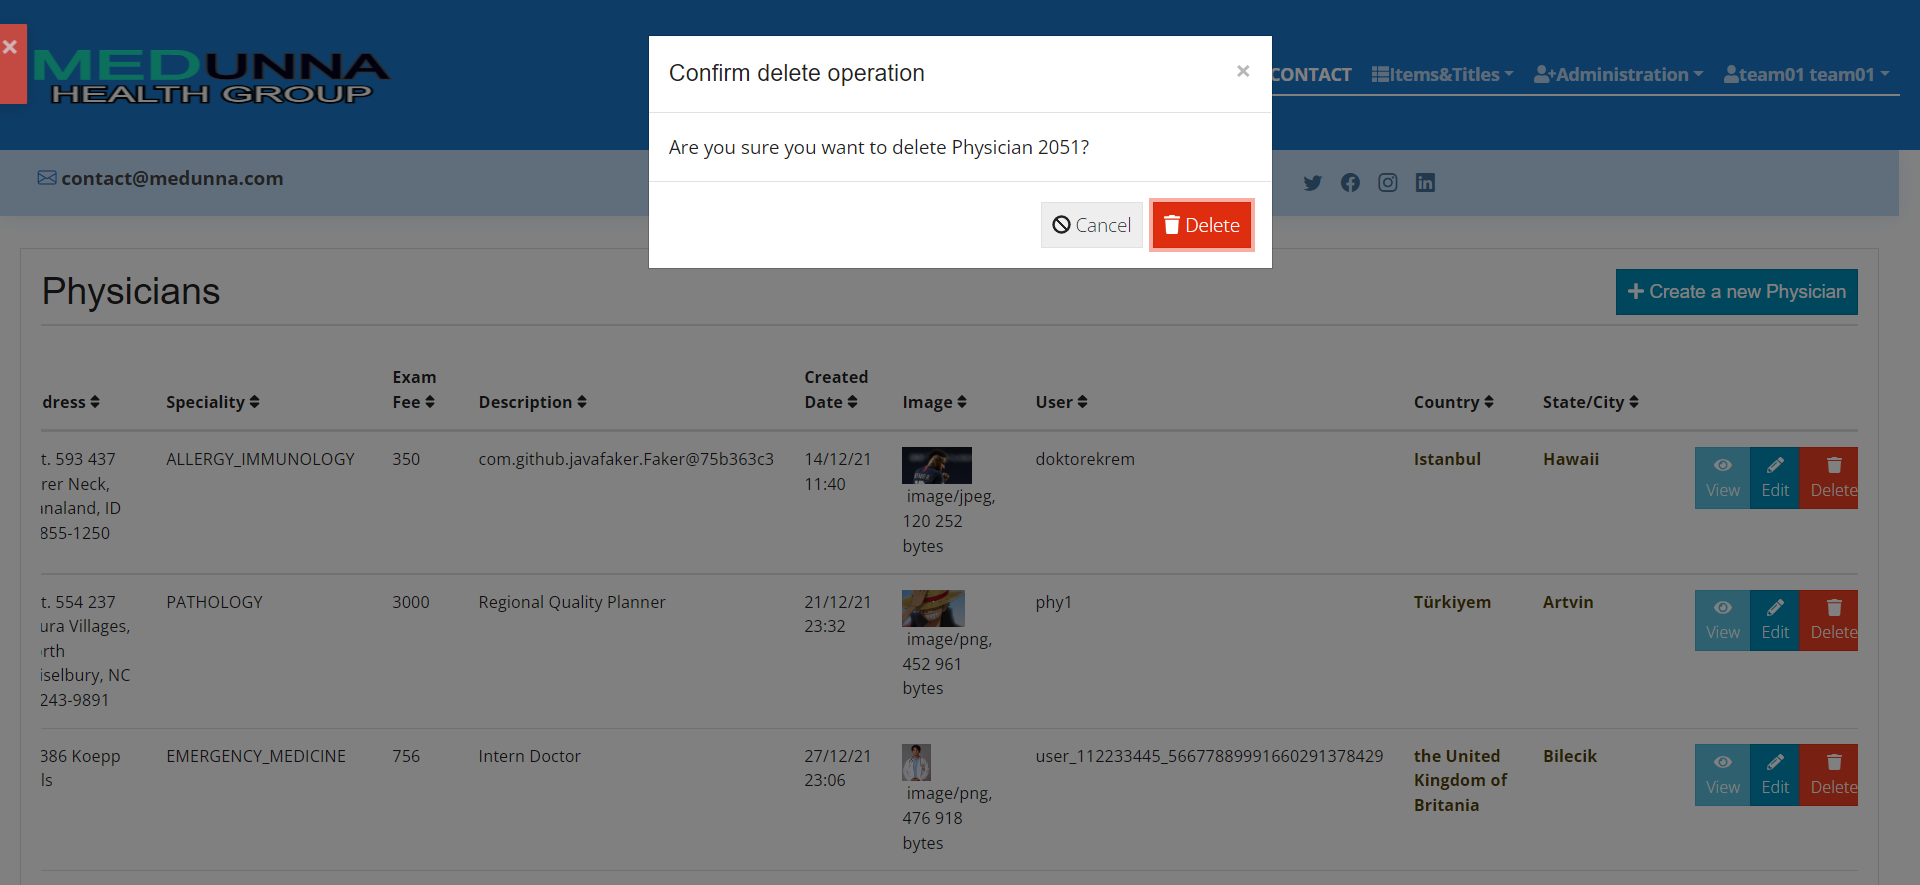 MEDUNNA
HEALTH GROUP
CONTACT
Items&Titles
Administration
team01 team01
contact@medunna.com
Confirm delete operation
×
Are you sure you want to delete Physician 2051?
Cancel
Delete
Physicians
Create a new Physician
dress
Speciality
Exam
Fee
Description
Created
Date
Image
User
Country
State/City
t. 593 437
rer Neck,
naland, ID
855-1250
ALLERGY_IMMUNOLOGY
350
com.github.javafaker.Faker@75b363c3
14/12/21
11:40
image/jpeg,
120 252
bytes
doktorekrem
Istanbul
Hawaii
View
Edit
Delete
t. 554 237
ura Villages,
rth
iselbury, NC
243-9891
PATHOLOGY
3000
Regional Quality Planner
21/12/21
23:32
image/png,
452 961
bytes
phy1
Türkiyem
Artvin
View
Edit
Delete
386 Koepp
ls
EMERGENCY_MEDICINE
756
Intern Doctor
27/12/21
23:06
image/png,
476 918
bytes
user_112233445_56677889991660291378429
the United
Kingdom of
Britania
Bilecik
View
Edit
Delete